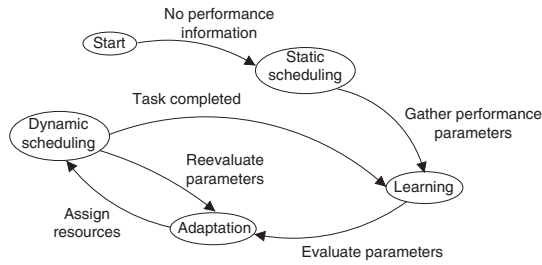 No performance
information
Start
Static
scheduling
Task completed
Gather performance
parameters
Dynamic
scheduling
Reevaluate
parameters
Learning
Assign
resources
Adaptation
Evaluate parameters